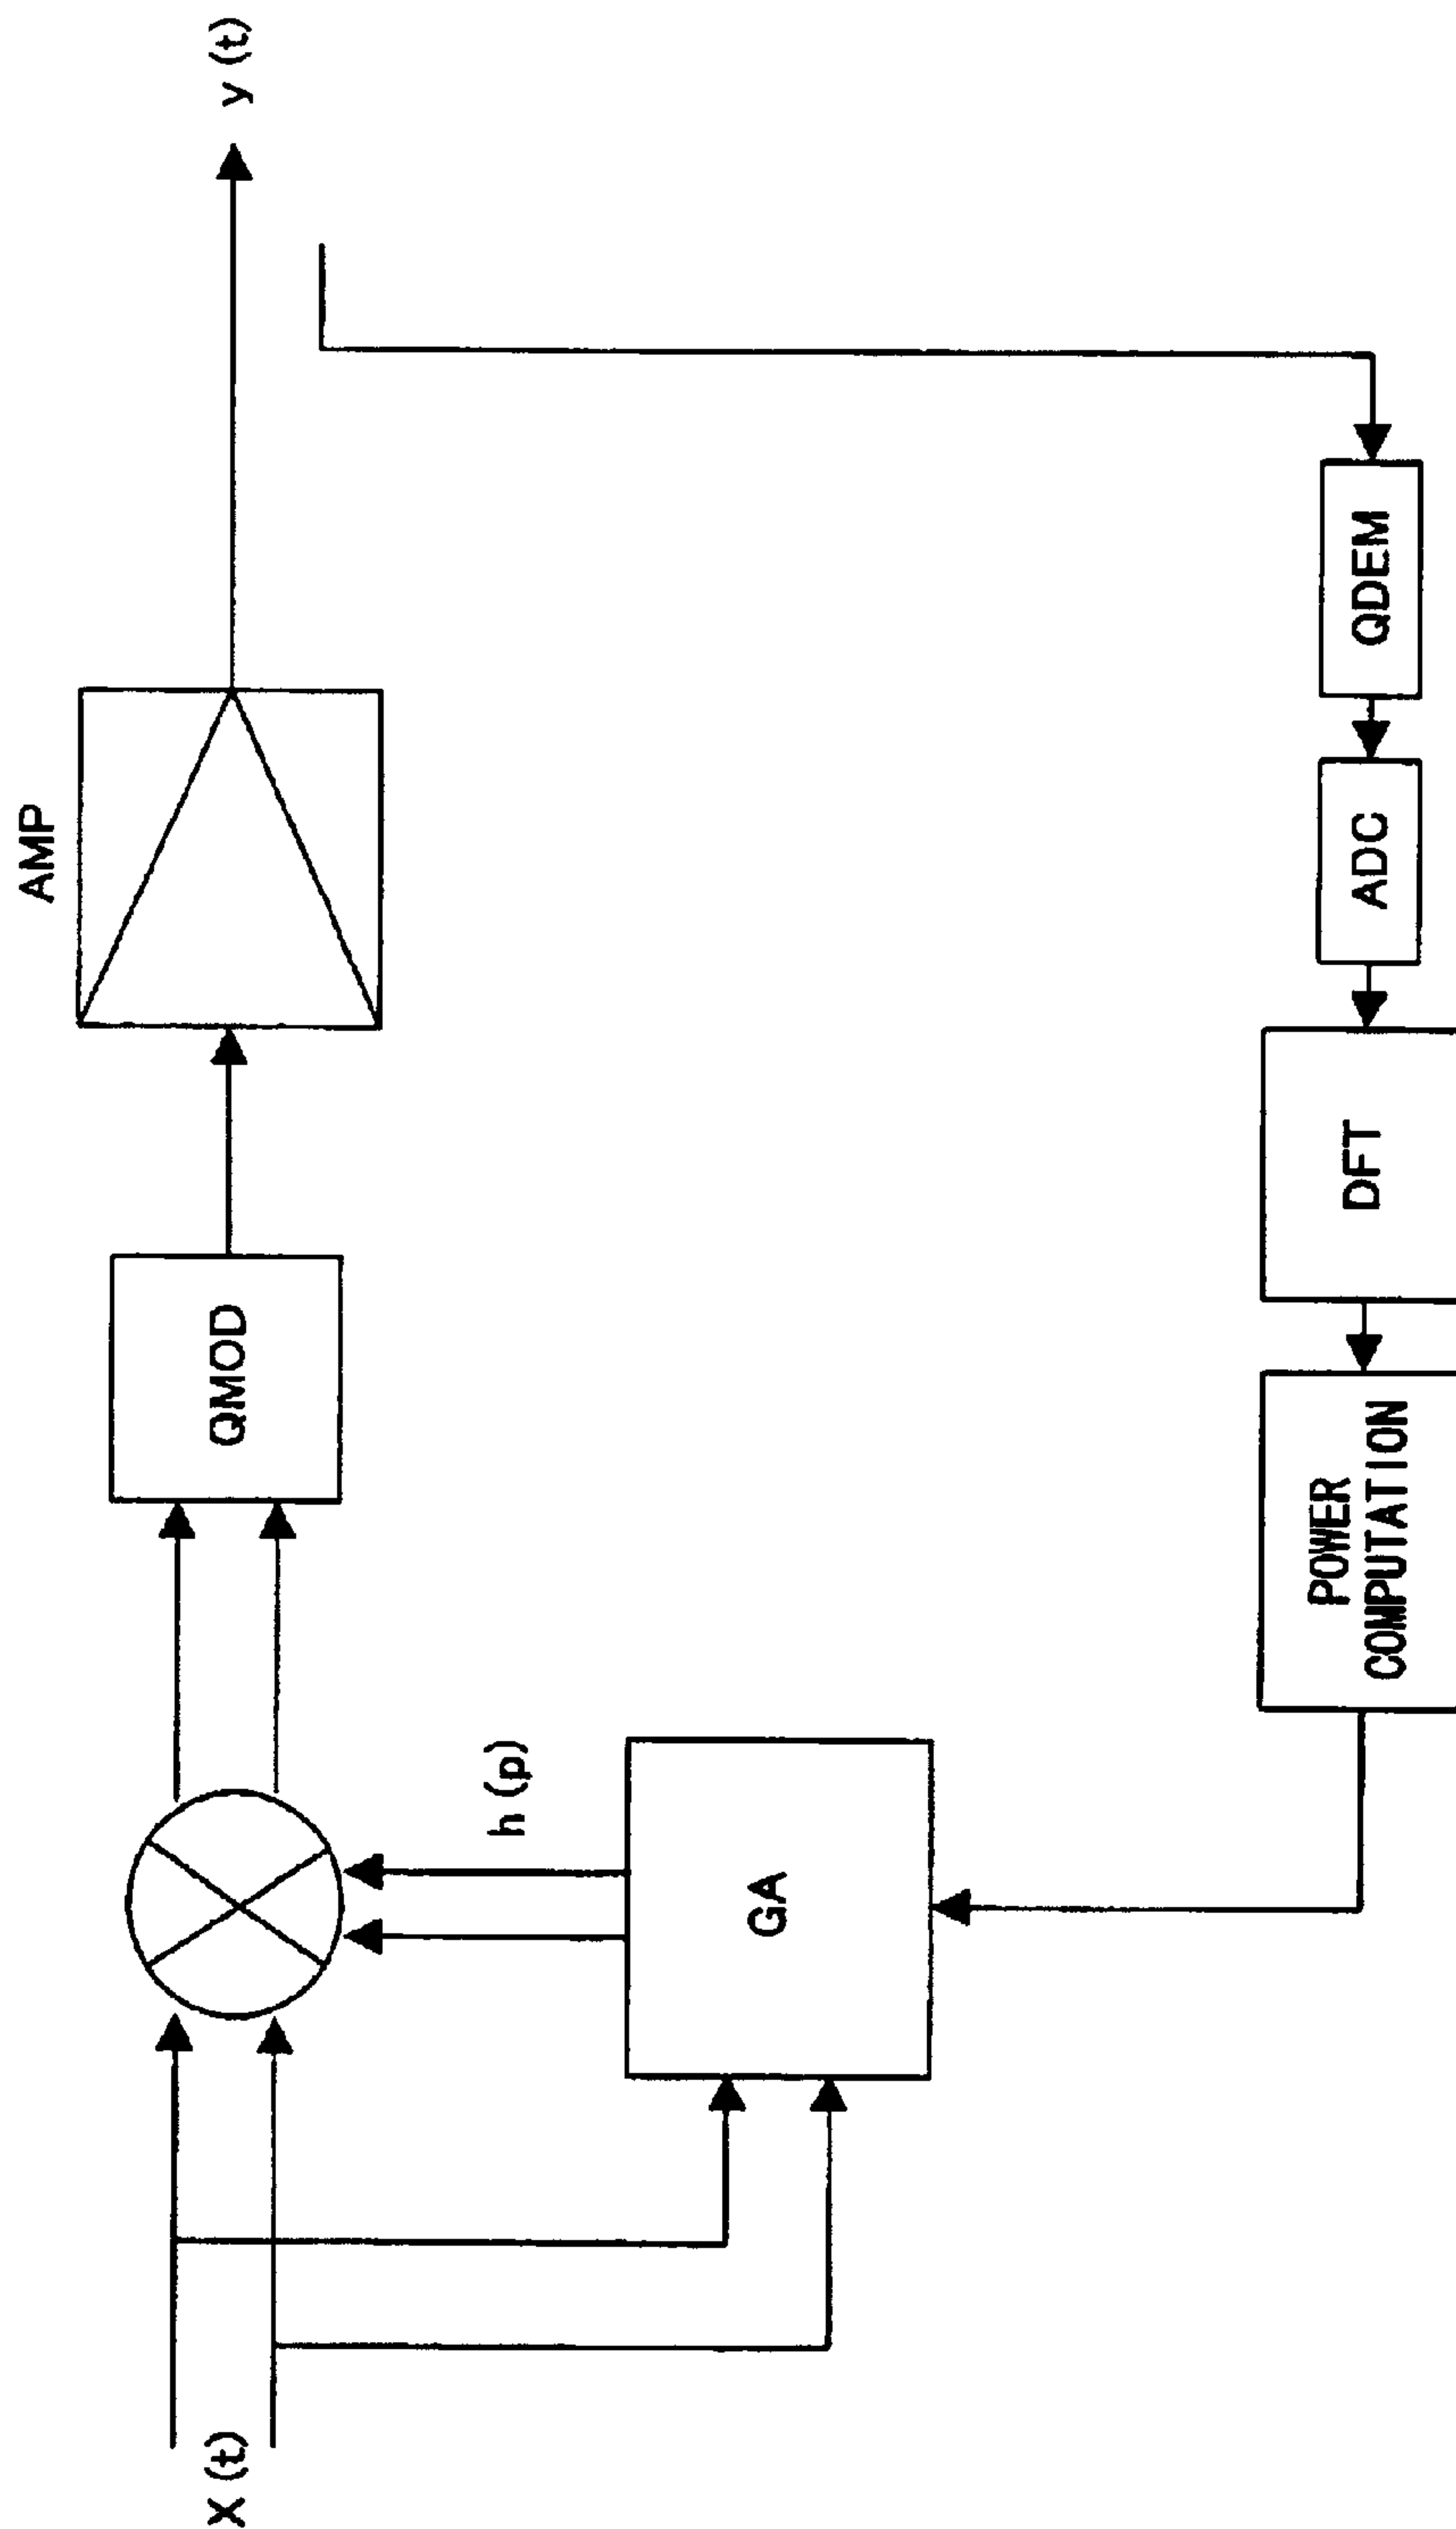 X (t)
QMOD
AMP
y (t)
h (p)
GA
POWER
COMPUTATION
DFT
ADC
QDEM